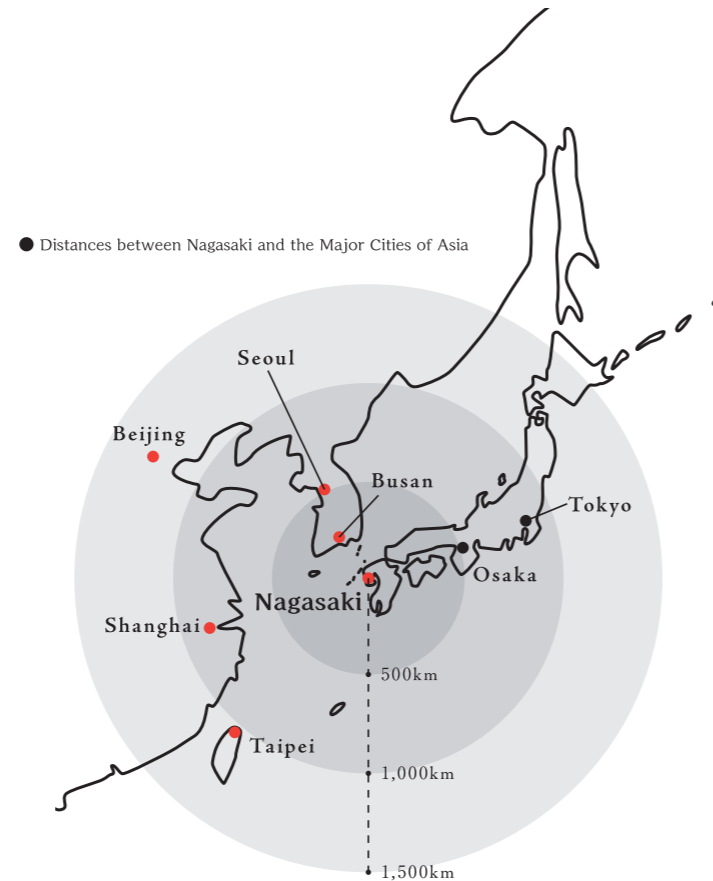 Distances between Nagasaki and the Major Cities of Asia
Seoul
Beijing
Busan
Tokyo
Osaka
Nagasaki
Shanghai
500km
Taipei
1,000km
1,500km